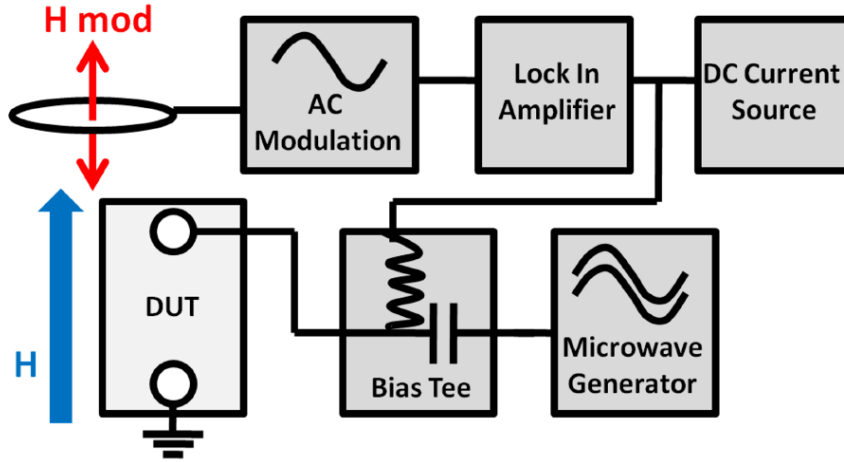 H mod
AC
Modulation
Lock In
Amplifier
DC Current
Source
H
DUT
Bias Tee
Microwave
Generator